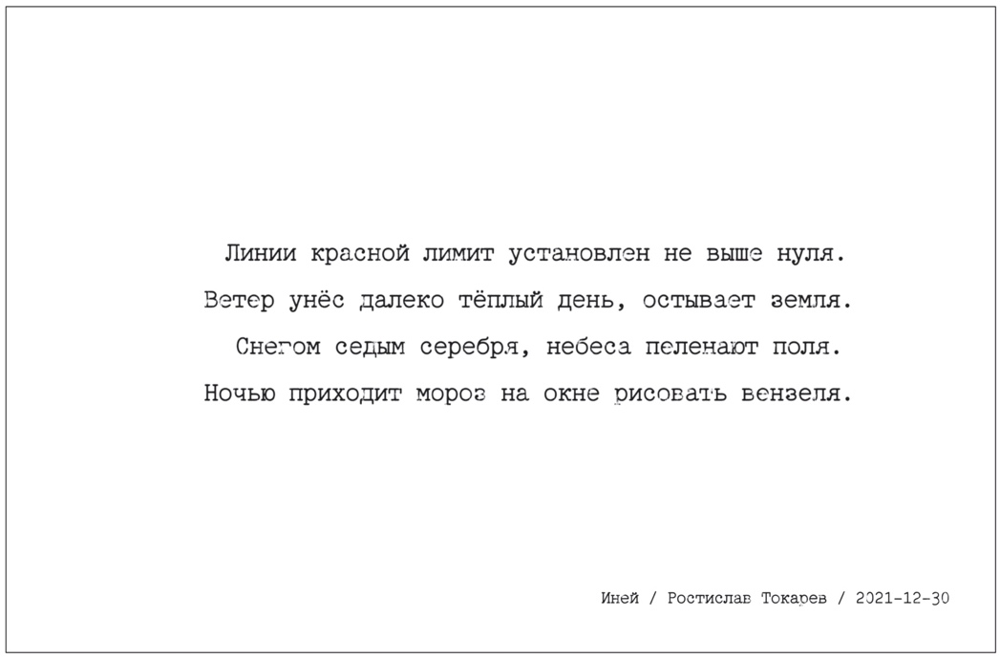 Линии красной лимит установлен не выше нуля.
Ветер унёс далеко тёплый день, остывает земля.
Снегом седым серебря, небеса пеленают поля.
Ночью приходит мороз на окне рисовать вензеля.
Иней / Ростислав Токарев / 2021-12-30